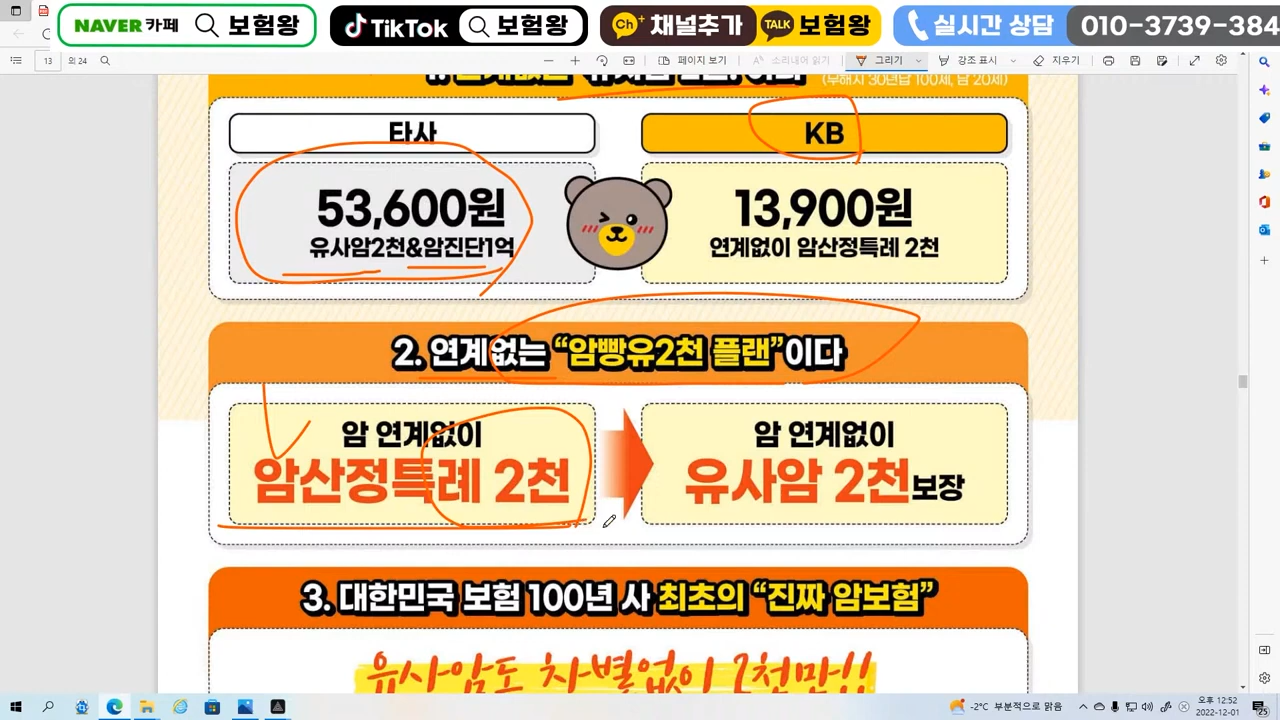 NAVER 카페 보험왕
TikTok 보험왕
Ch+ 채널추가 TALK 보험왕
실시간 상담 010-3739-384
13 의 24
페이지 보기
소리내어 읽기
그리기
강조 표시
지우기
(무해지 30년납 100세, 남 20세)
타사
KB
53,600원
유사암2천&암진단1억
13,900원
연계없이 암산정특례 2천
2. 연계없는 “암빵유2천 플랜”이다
암 연계없이
암산정특례 2천
암 연계없이
유사암 2천보장
3. 대한민국 보험 100년 사 최초의 “진짜 암보험”
유사암도 차별없이 2천만!!
-2°C 부분적으로 맑음
오후 12:52
2022-12-01
25